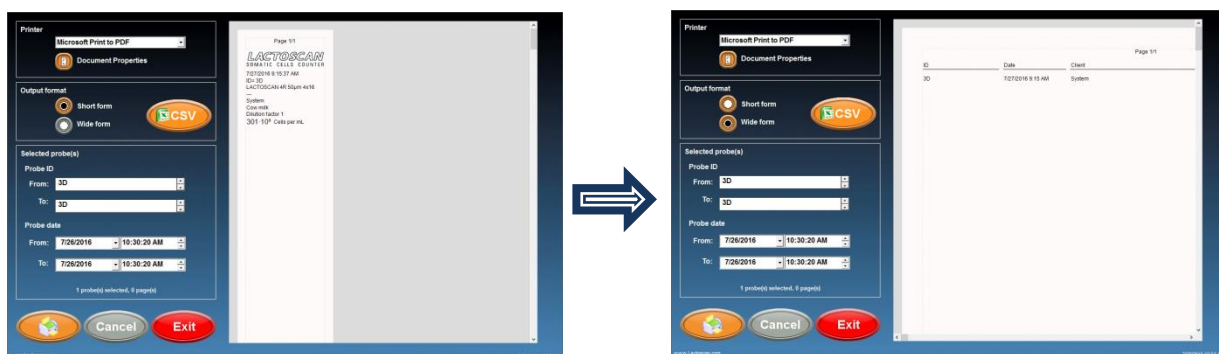 Printer
Microsoft Print to PDF
Document Properties
Output format
Short form
Wide form
CSV
Selected probe(s)
Probe ID
From: 3D
To: 3D
Probe date
From: 7/26/2016 10:30:20 AM
To: 7/26/2016 10:30:20 AM
1 probe(s) selected, 0 page(s)
Cancel
Exit
Page 1/1
LACTOSCAN
SOMATIC CELLS COUNTER
7/27/2016 9:15:37 AM
ID= 3D
LACTOSCAN 4R 50µm 4x16
---
System
Cow milk
Dilution factor 1
301·10³ Cells per mL.
Printer
Microsoft Print to PDF
Document Properties
Output format
Short form
Wide form
CSV
Selected probe(s)
Probe ID
From: 3D
To: 3D
Probe date
From: 7/26/2016 10:30:20 AM
To: 7/26/2016 10:30:20 AM
1 probe(s) selected, 0 page(s)
Cancel
Exit
Page 1/1
ID Date Client
3D 7/27/2016 9:15 AM System